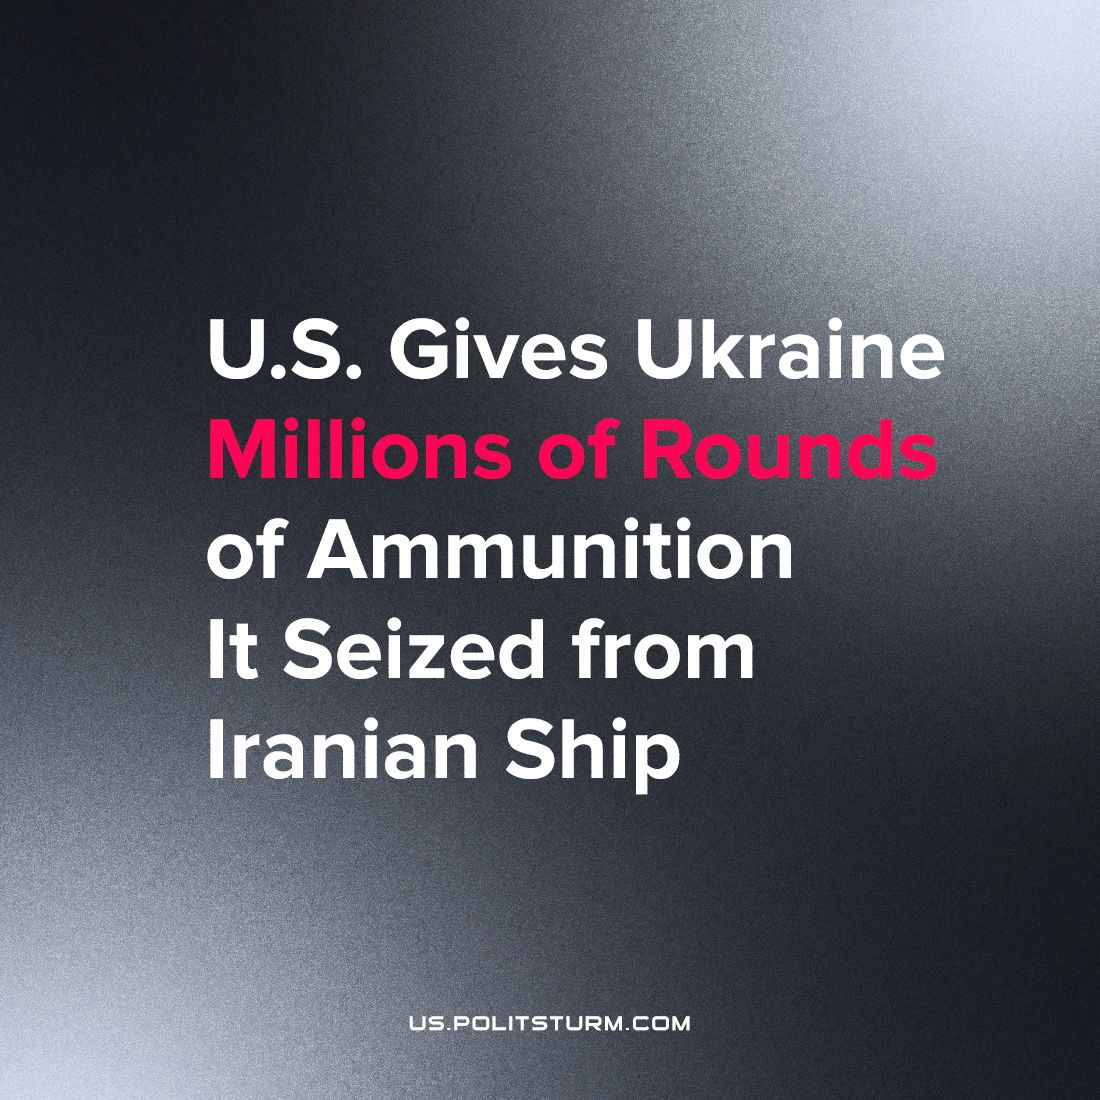 U.S. Gives Ukraine
Millions of Rounds
of Ammunition
It Seized from
Iranian Ship
US.POLITSTURM.COM